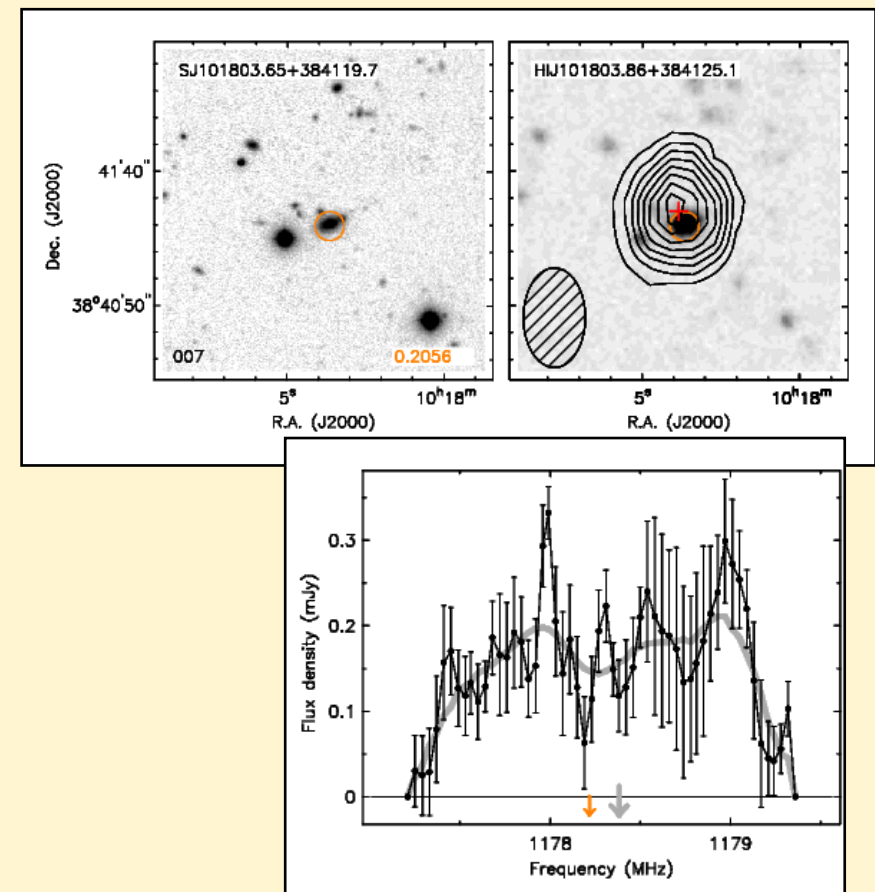 SJ101803.65+384119.7
HIJ101803.86+384125.1
Dec. (J2000)
41'40"
38°40'50"
007
0.2056
5s
10h18m
5s
10h18m
R.A. (J2000)
R.A. (J2000)
Flux density (mJy)
0.3
0.2
0.1
0
1178
1179
Frequency (MHz)